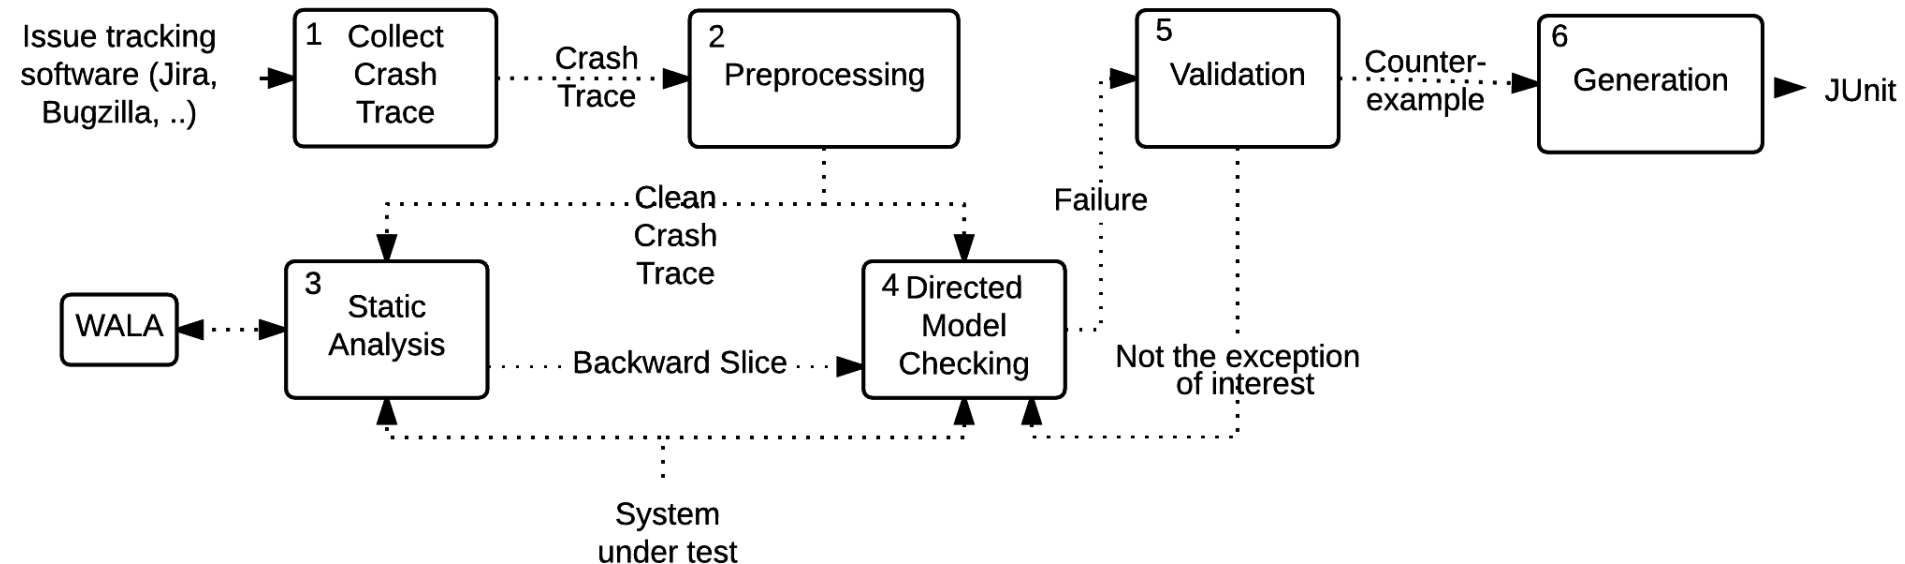 Issue tracking
software (Jira,
Bugzilla, ..)
1
Collect
Crash
Trace
Crash
Trace
2
Preprocessing
5
Validation
Counter-
example
6
Generation
JUnit
Clean
Crash
Trace
Failure
WALA
3
Static
Analysis
Backward Slice
4
Directed
Model
Checking
Not the exception
of interest
System
under test